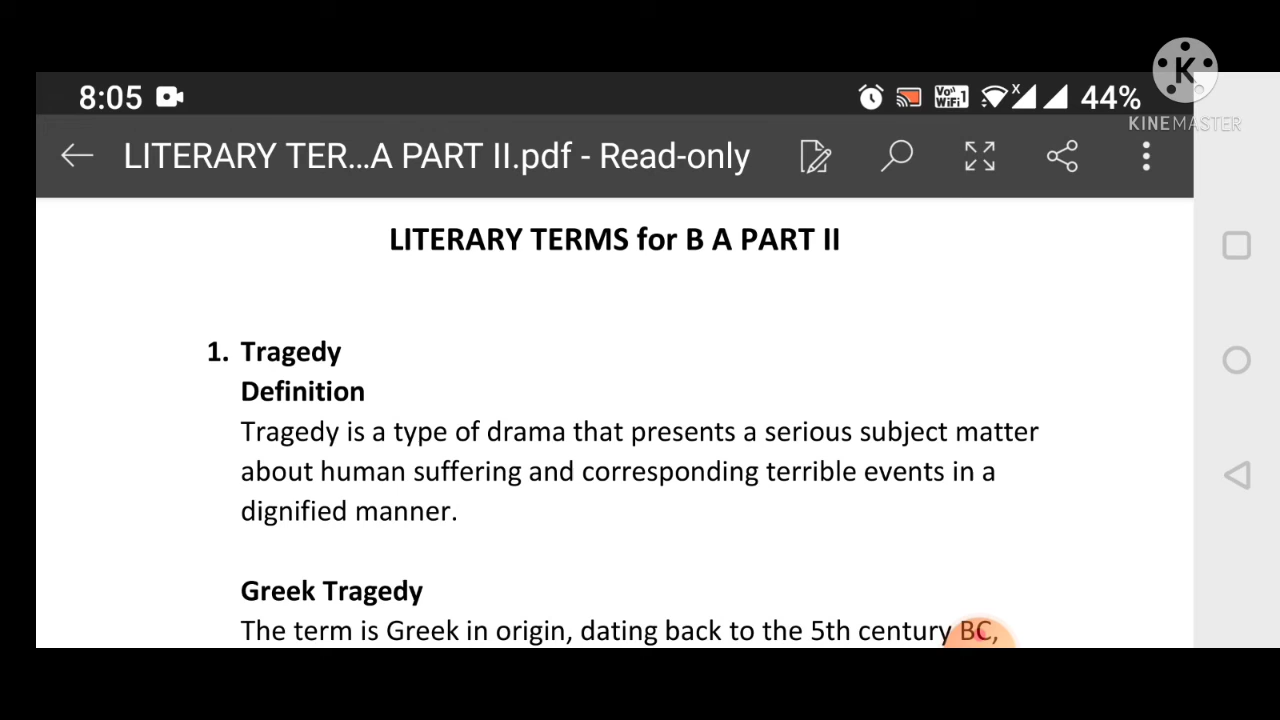 K
KINEMASTER
8:05 Vo)) WiFi1 x 44%
LITERARY TER...A PART II.pdf - Read-only
LITERARY TERMS for B A PART II
1. Tragedy
Definition
Tragedy is a type of drama that presents a serious subject matter
about human suffering and corresponding terrible events in a
dignified manner.
Greek Tragedy
The term is Greek in origin, dating back to the 5th century BC,